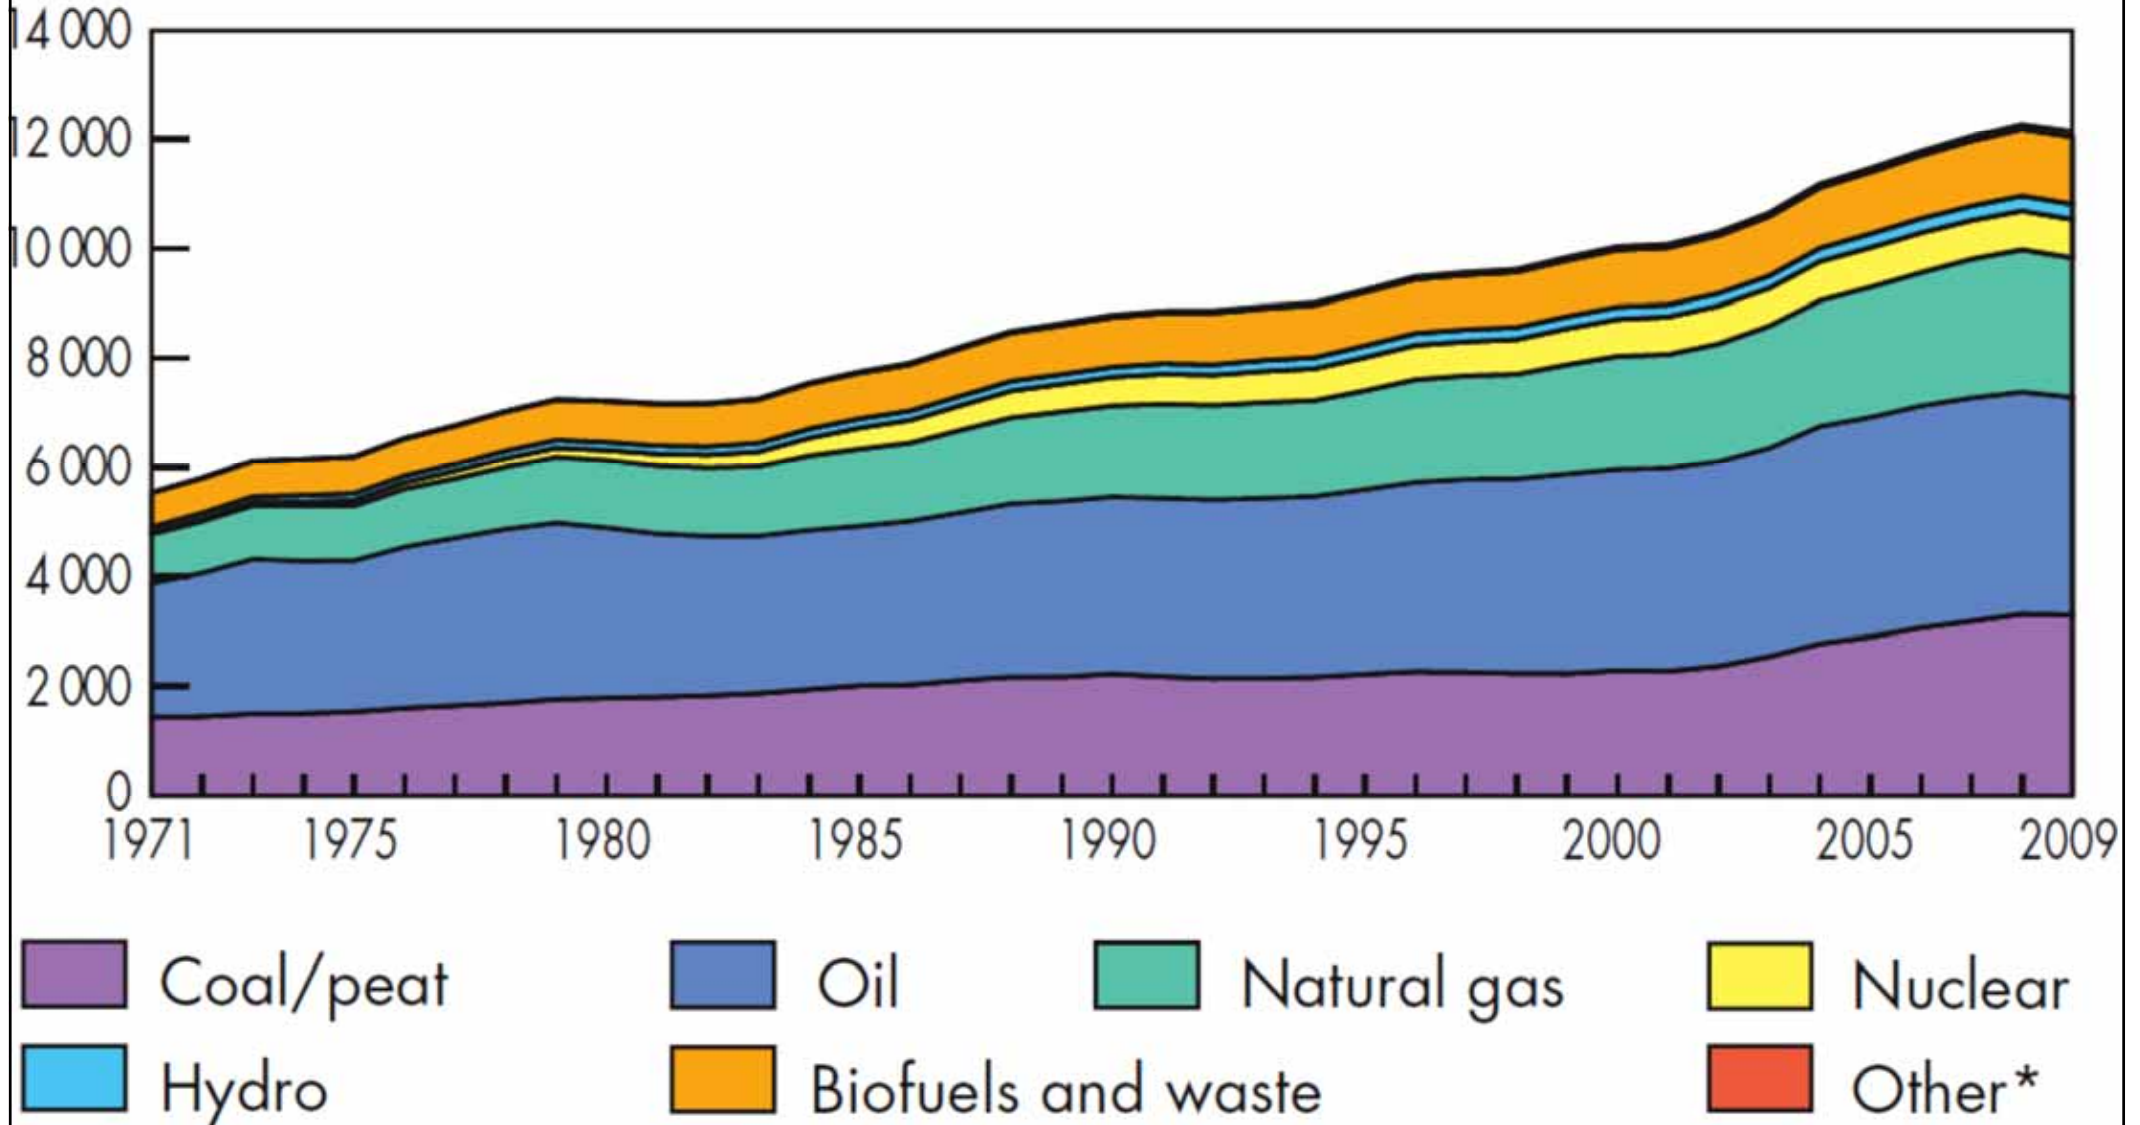 14 000
12 000
10 000
8 000
6 000
4 000
2 000
0
1971 1975 1980 1985 1990 1995 2000 2005 2009
Coal/peat Oil Natural gas Nuclear
Hydro Biofuels and waste Other*